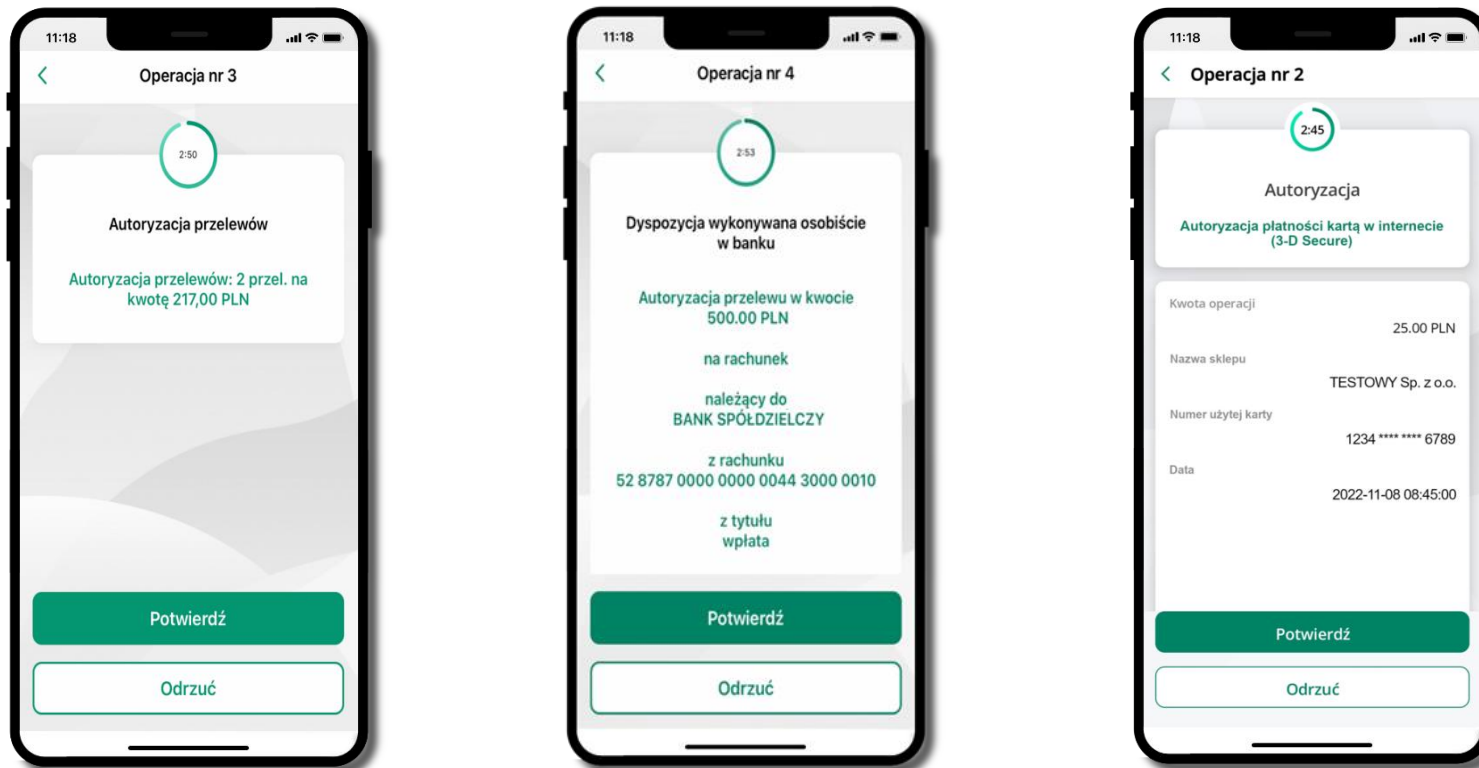 11:18
Operacja nr 3
2:50
Autoryzacja przelewów
Autoryzacja przelewów: 2 przel. na
kwotę 217,00 PLN
Potwierdź
Odrzuć
11:18
Operacja nr 4
2:53
Dyspozycja wykonywana osobiście
w banku
Autoryzacja przelewu w kwocie
500.00 PLN
na rachunek
należący do
BANK SPÓŁDZIELCZY
z rachunku
52 8787 0000 0000 0044 3000 0010
z tytułu
wpłata
Potwierdź
Odrzuć
11:18
Operacja nr 2
2:45
Autoryzacja
Autoryzacja płatności kartą w internecie
(3-D Secure)
Kwota operacji
25.00 PLN
Nazwa sklepu
TESTOWY Sp. z o.o.
Numer użytej karty
1234 **** **** 6789
Data
2022-11-08 08:45:00
Potwierdź
Odrzuć